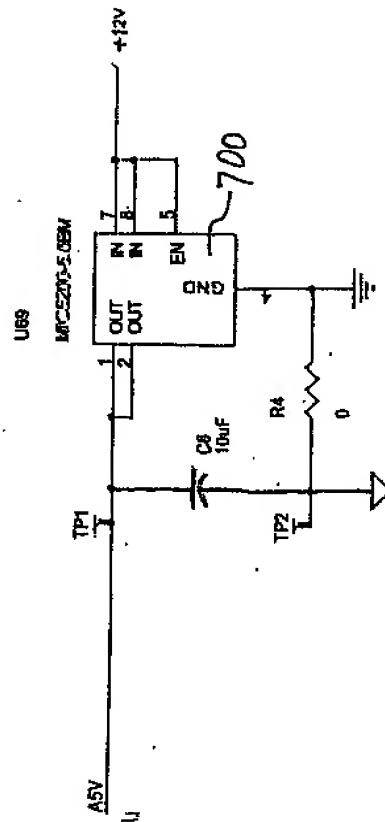 U69
MIC5200-5.0BM
+12V
7
8
5
IN
IN
EN
GND
OUT
OUT
1
2
700
C6
10uF
R4
0
TP1
TP2
A5V